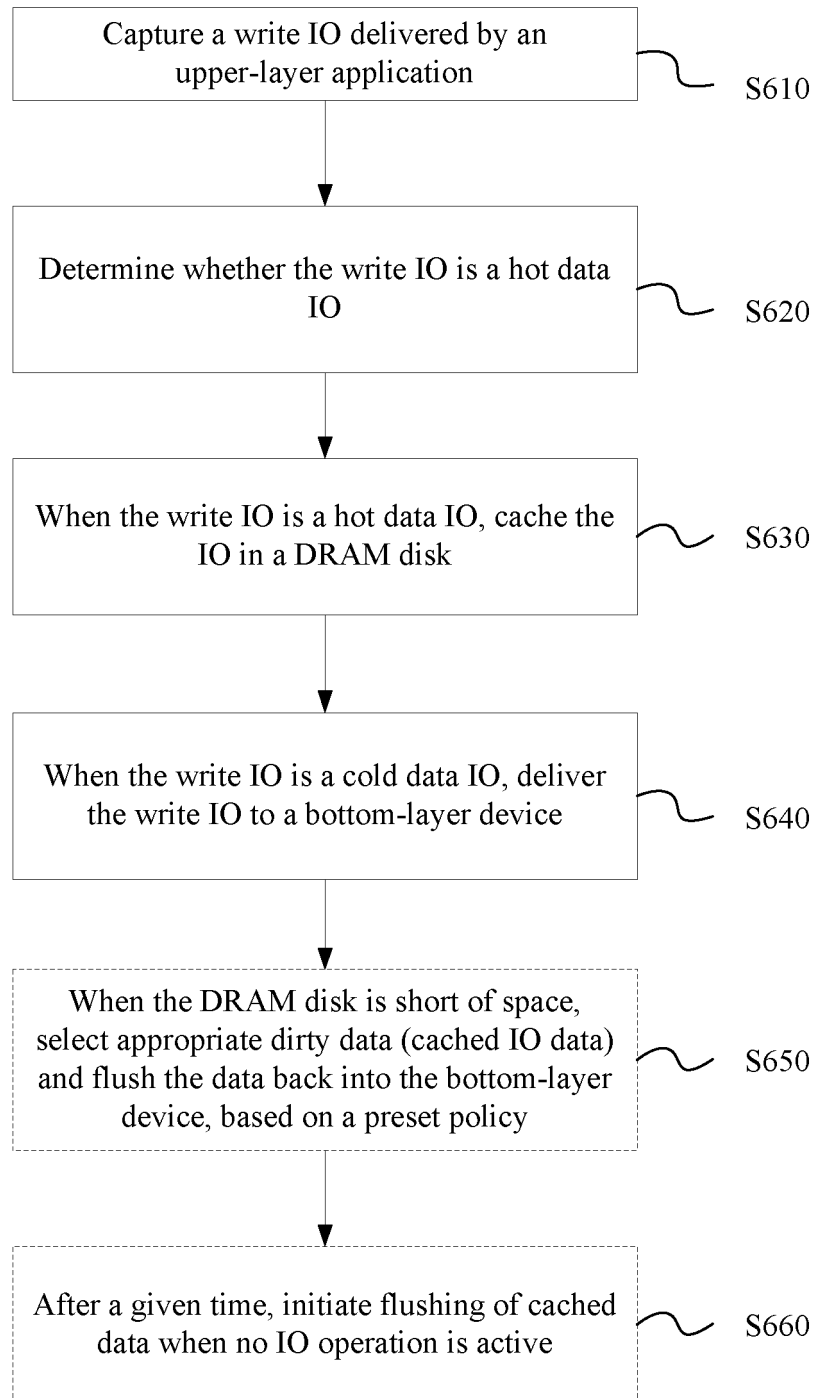 Capture a write IO delivered by an
upper-layer application
S610
Determine whether the write IO is a hot data
IO
S620
When the write IO is a hot data IO, cache the
IO in a DRAM disk
S630
When the write IO is a cold data IO, deliver
the write IO to a bottom-layer device
S640
When the DRAM disk is short of space,
select appropriate dirty data (cached IO data)
and flush the data back into the bottom-layer
device, based on a preset policy
S650
After a given time, initiate flushing of cached
data when no IO operation is active
S660